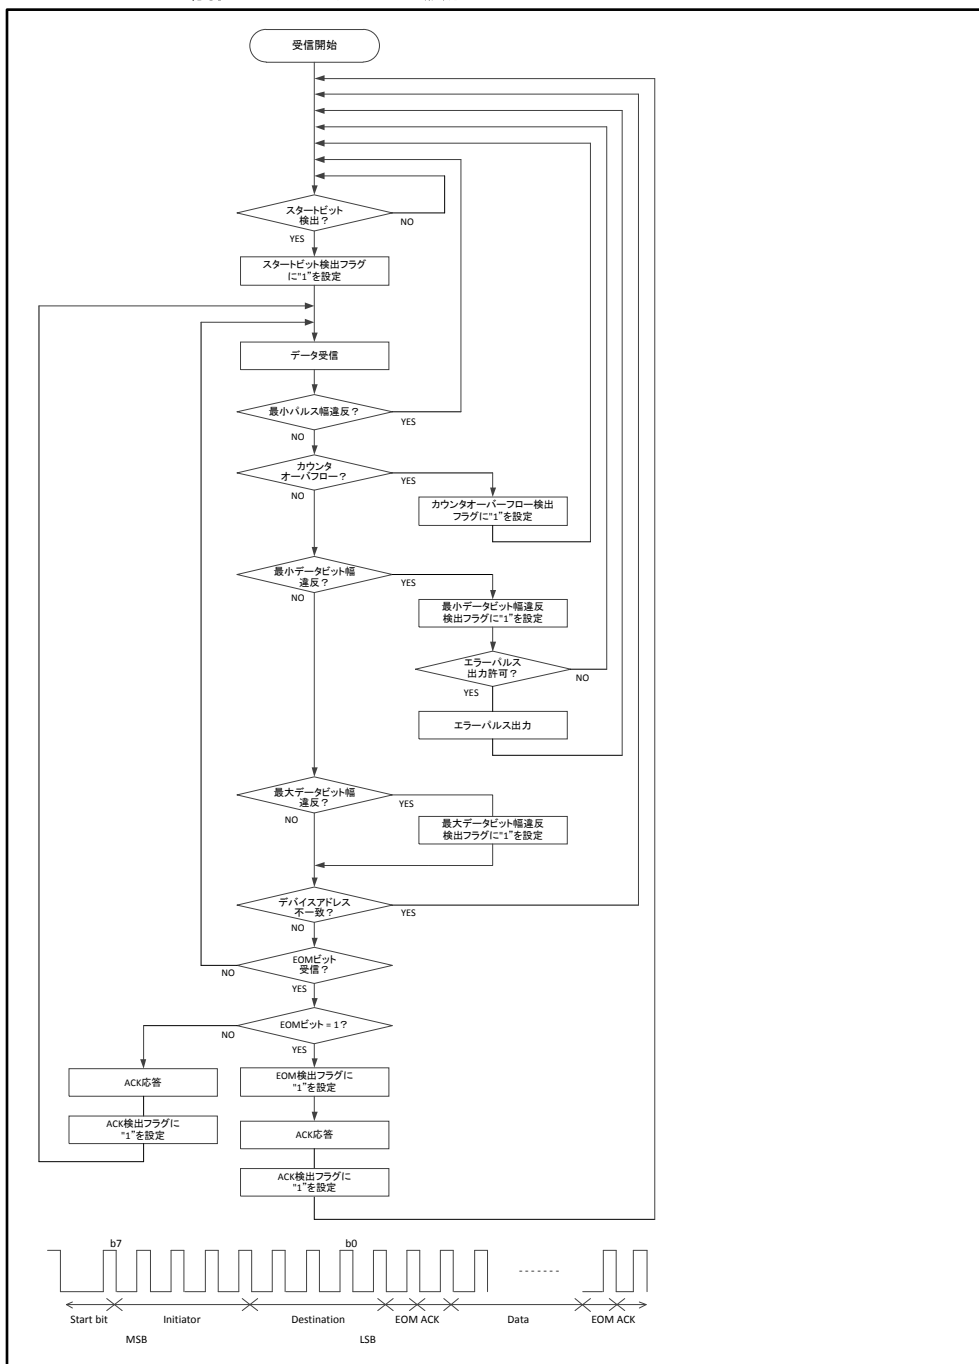 受信開始
スタートビット
検出？
NO
YES
スタートビット検出フラグ
に"1"を設定
データ受信
最小パルス幅違反？
YES
NO
カウンタ
オーバフロー？
YES
NO
カウンタオーバーフロー検出
フラグに"1"を設定
最小データビット幅
違反？
YES
NO
最小データビット幅違反
検出フラグに"1"を設定
エラーパルス
出力許可？
NO
YES
エラーパルス出力
最大データビット幅
違反？
YES
NO
最大データビット幅違反
検出フラグに"1"を設定
デバイスアドレス
不一致？
YES
NO
EOMビット
受信？
NO
YES
EOMビット = 1？
NO
YES
ACK応答
EOM検出フラグに
"1"を設定
ACK検出フラグに
"1"を設定
ACK応答
ACK検出フラグに
"1"を設定
b7
b0
Start bit
Initiator
Destination
EOM ACK
Data
EOM ACK
MSB
LSB